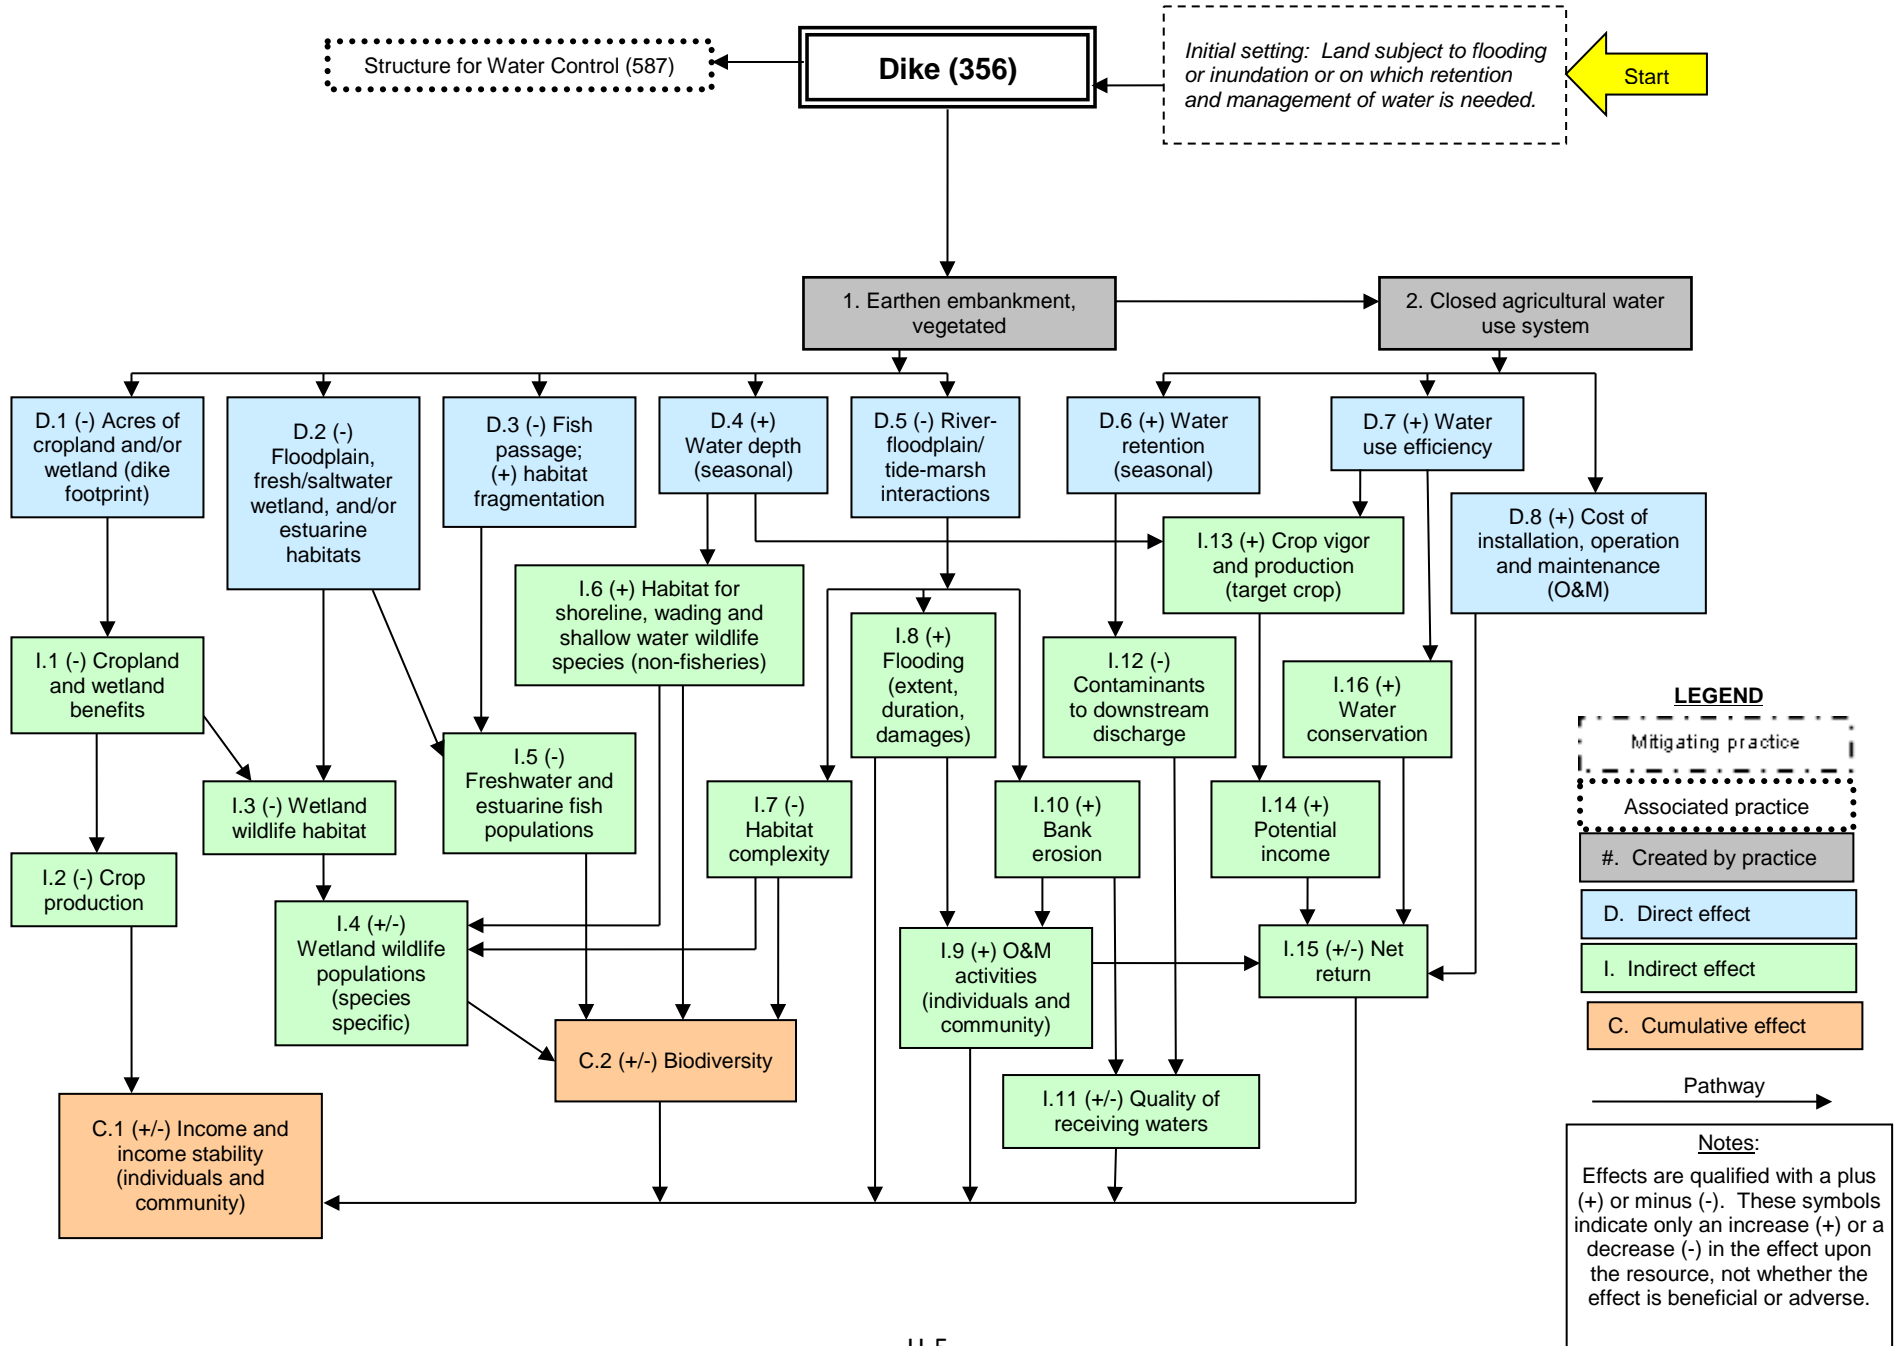 Structure for Water Control (587)
Dike (356)
Initial setting:  Land subject to flooding
or inundation or on which retention
and management of water is needed.
Start
1. Earthen embankment,
vegetated
2. Closed agricultural water
use system
D.1 (-) Acres of
cropland and/or
wetland (dike
footprint)
D.2 (-)
Floodplain,
fresh/saltwater
wetland, and/or
estuarine
habitats
D.3 (-) Fish
passage;
(+) habitat
fragmentation
D.4 (+)
Water depth
(seasonal)
D.5 (-) River-
floodplain/
tide-marsh
interactions
D.6 (+) Water
retention
(seasonal)
D.7 (+) Water
use efficiency
D.8 (+) Cost of
installation, operation
and maintenance
(O&M)
I.13 (+) Crop vigor
and production
(target crop)
I.6 (+) Habitat for
shoreline, wading and
shallow water wildlife
species (non-fisheries)
I.8 (+)
Flooding
(extent,
duration,
damages)
I.1 (-) Cropland
and wetland
benefits
I.12 (-)
Contaminants
to downstream
discharge
I.16 (+)
Water
conservation
I.5 (-)
Freshwater and
estuarine fish
populations
I.3 (-) Wetland
wildlife habitat
I.7 (-)
Habitat
complexity
I.10 (+)
Bank
erosion
I.14 (+)
Potential
income
I.2 (-) Crop
production
I.4 (+/-)
Wetland wildlife
populations
(species
specific)
I.9 (+) O&M
activities
(individuals and
community)
I.15 (+/-) Net
return
C.2 (+/-) Biodiversity
I.11 (+/-) Quality of
receiving waters
C.1 (+/-) Income and
income stability
(individuals and
community)
LEGEND
Mitigating practice
Associated practice
#.  Created by practice
D.  Direct effect
I.  Indirect effect
C.  Cumulative effect
Pathway
Notes:
Effects are qualified with a plus
(+) or minus (-).  These symbols
indicate only an increase (+) or a
decrease (-) in the effect upon
the resource, not whether the
effect is beneficial or adverse.